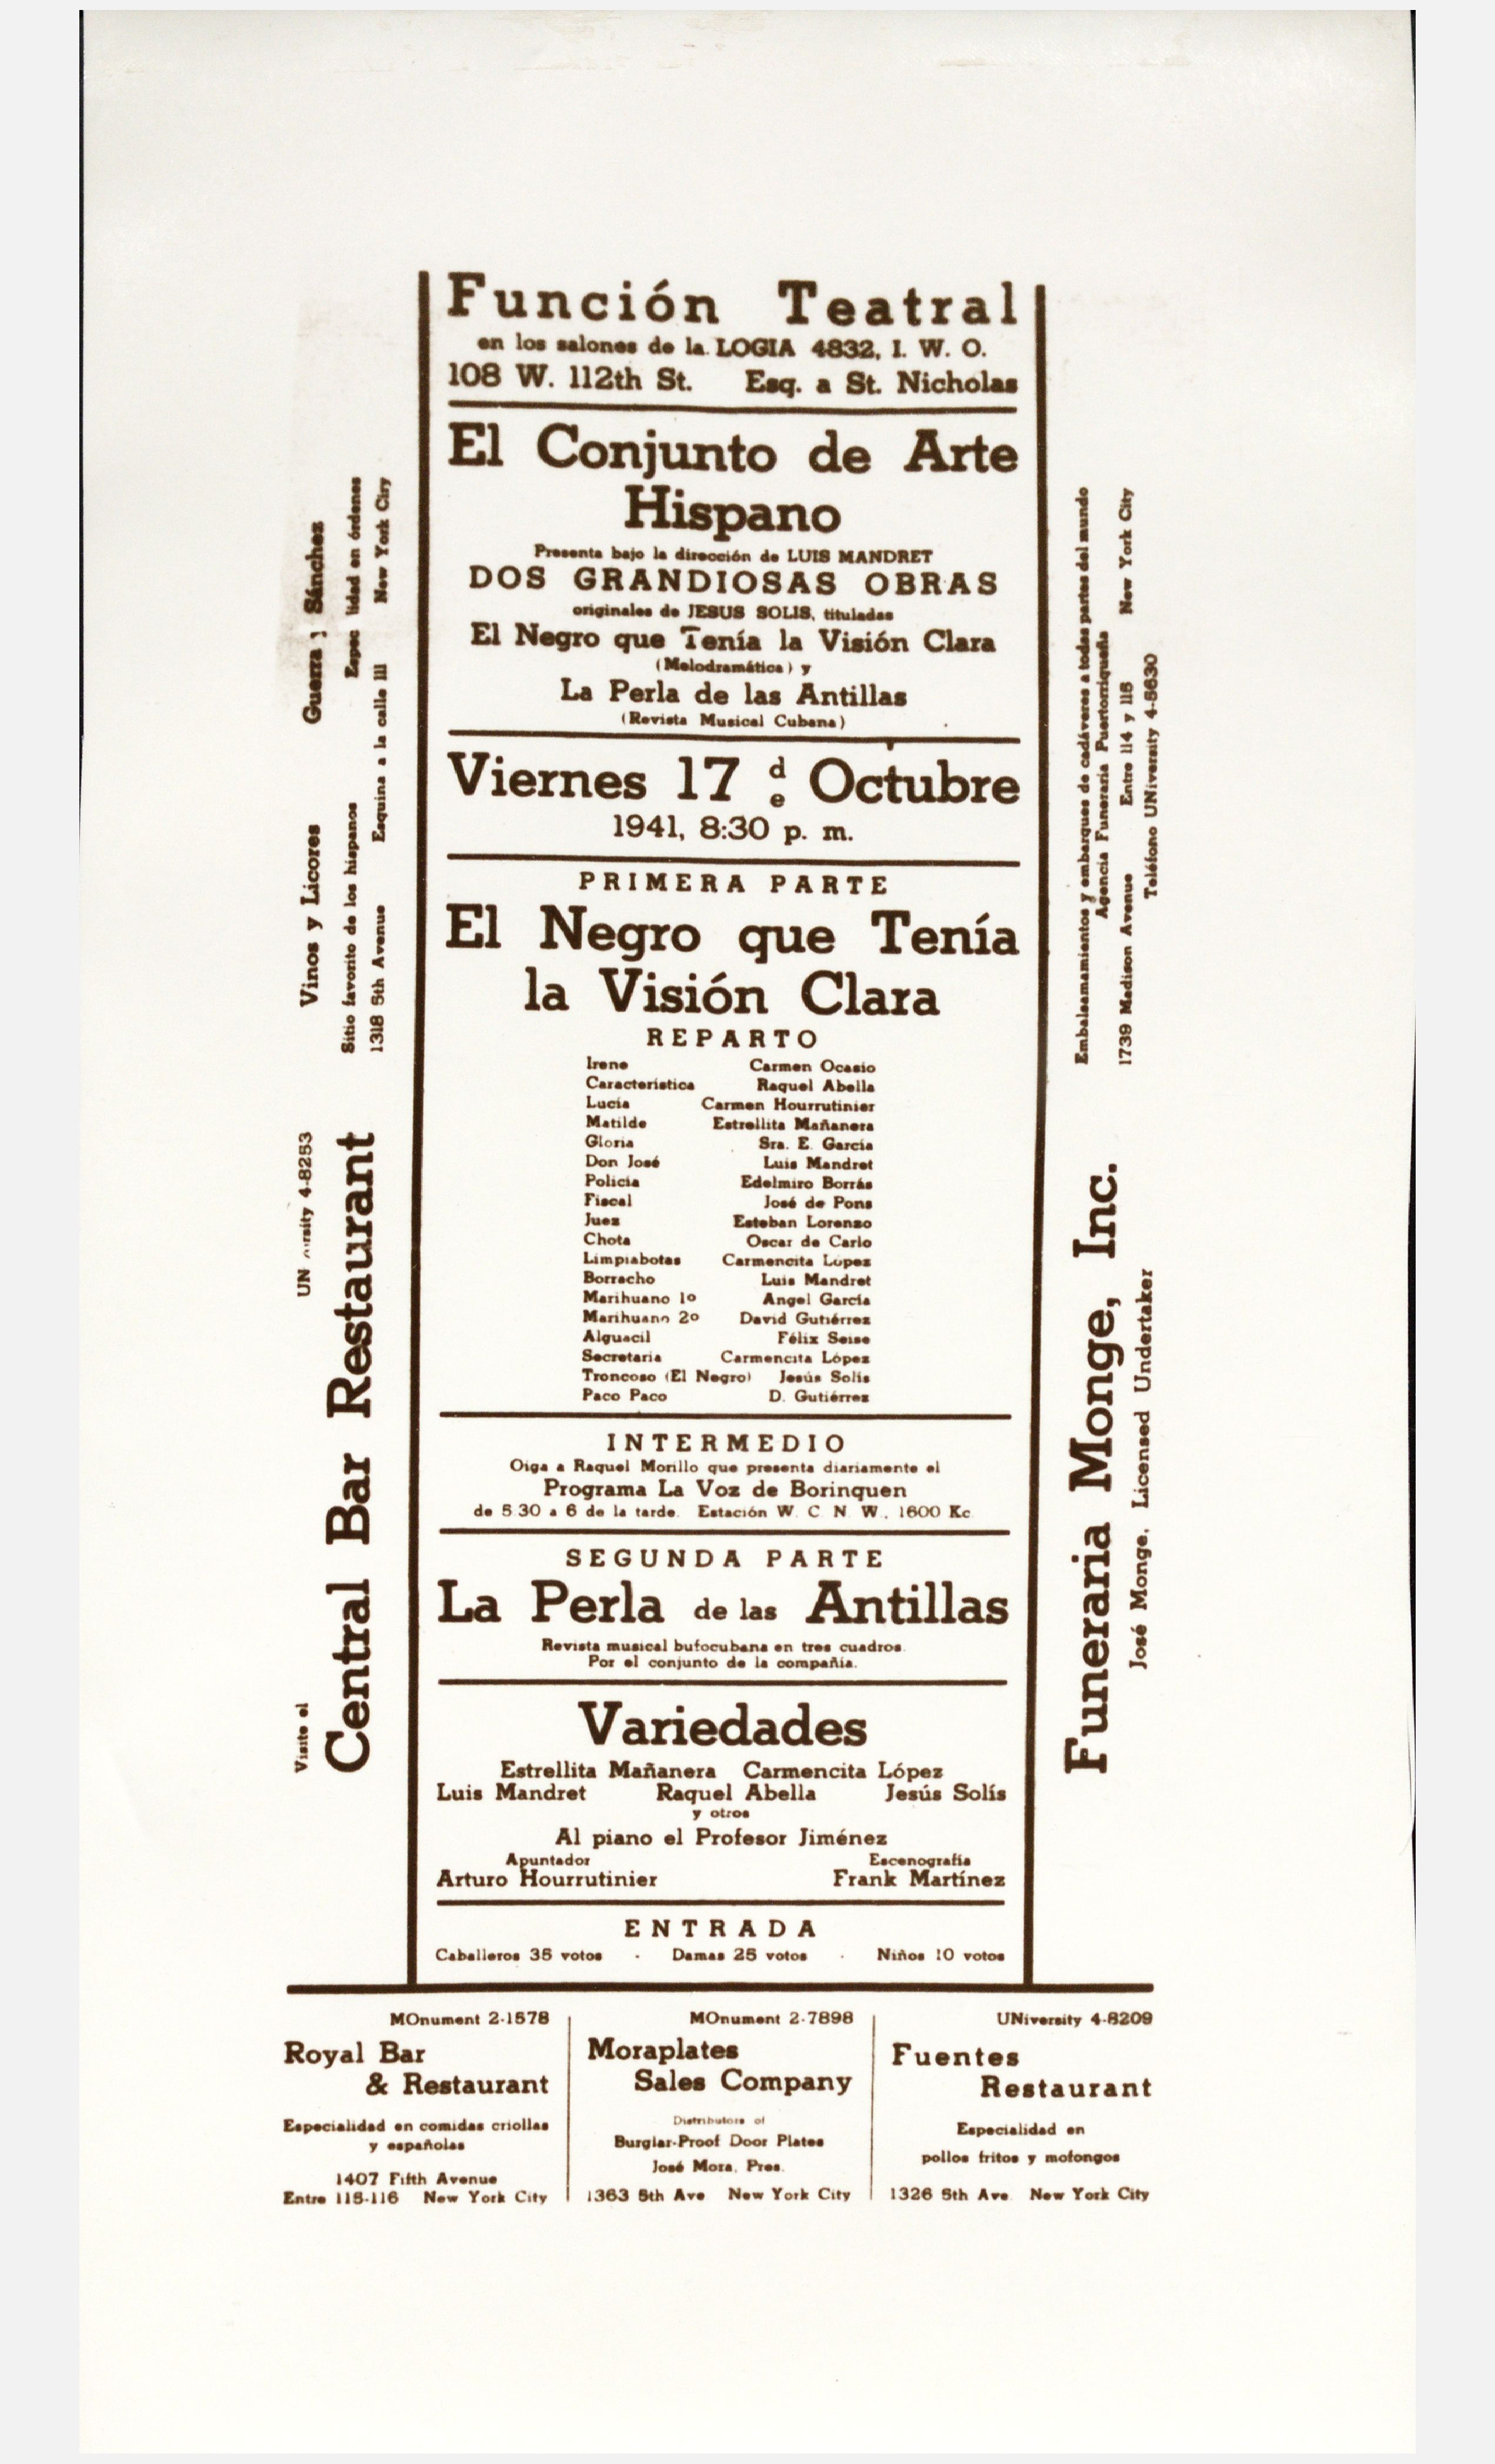 Función Teatral
en los salones de la LOGIA 4832, I. W. O.
108 W. 112th St. Esq. a St. Nicholas
El Conjunto de Arte
Hispano
Presenta bajo la dirección de LUIS MANDRET
DOS GRANDIOSAS OBRAS
originales de JESUS SOLIS, tituladas
El Negro que Tenía la Visión Clara
(Melodramática) y
La Perla de las Antillas
(Revista Musical Cubana)
Viernes 17 de Octubre
1941, 8:30 p. m.
PRIMERA PARTE
El Negro que Tenía
la Visión Clara
REPARTO
Irene Carmen Ocasio
Característica Raquel Abella
Lucía Carmen Hourrutinier
Matilde Estrellita Mañanera
Gloria Sra. E. García
Don José Luis Mandret
Policía Edelmiro Borrás
Fiscal José de Pons
Juez Esteban Lorenzo
Chota Oscar de Carlo
Limpiabotas Carmencita López
Borracho Luis Mandret
Marihuano 1o Angel García
Marihuano 2o David Gutiérrez
Alguacil Félix Seise
Secretaria Carmencita López
Troncoso (El Negro) Jesús Solís
Paco Paco D. Gutiérrez
INTERMEDIO
Oiga a Raquel Morillo que presenta diariamente el
Programa La Voz de Borinquen
de 5 30 a 6 de la tarde. Estación W. C. N. W., 1600 Kc.
SEGUNDA PARTE
La Perla de las Antillas
Revista musical bufocubana en tres cuadros.
Por el conjunto de la compañía.
Variedades
Estrellita Mañanera Carmencita López
Luis Mandret Raquel Abella Jesús Solís
y otros
Al piano el Profesor Jiménez
Apuntador Escenografía
Arturo Hourrutinier Frank Martínez
ENTRADA
Caballeros 35 votos · Damas 25 votos · Niños 10 votos
Visite el UN rsity 4-8253 Vinos y Licores Guerra Sánchez
Central Bar Restaurant
Sitio favorito de los hispanos Espec lidad en órdenes
1318 5th Avenue Esquina a la calle 111 New York Ciry
Funeraria Monge, Inc.
José Monge, Licensed Undertaker
Embalsamamientos y embarques de cadáveres a todas partes del mundo
Agencia Funeraria Puertorriqueña
1739 Madison Avenue Entre 114 y 115 New York City
Teléfono UNiversity 4-5630
MOnument 2-1578
Royal Bar
& Restaurant
Especialidad en comidas criollas
y españolas
1407 Fifth Avenue
Entre 115-116 New York City
MOnument 2-7898
Moraplates
Sales Company
Distributors of
Burglar-Proof Door Plates
José Mora, Pres.
1363 5th Ave New York City
UNiversity 4-8209
Fuentes
Restaurant
Especialidad en
pollos fritos y mofongos
1326 5th Ave. New York City